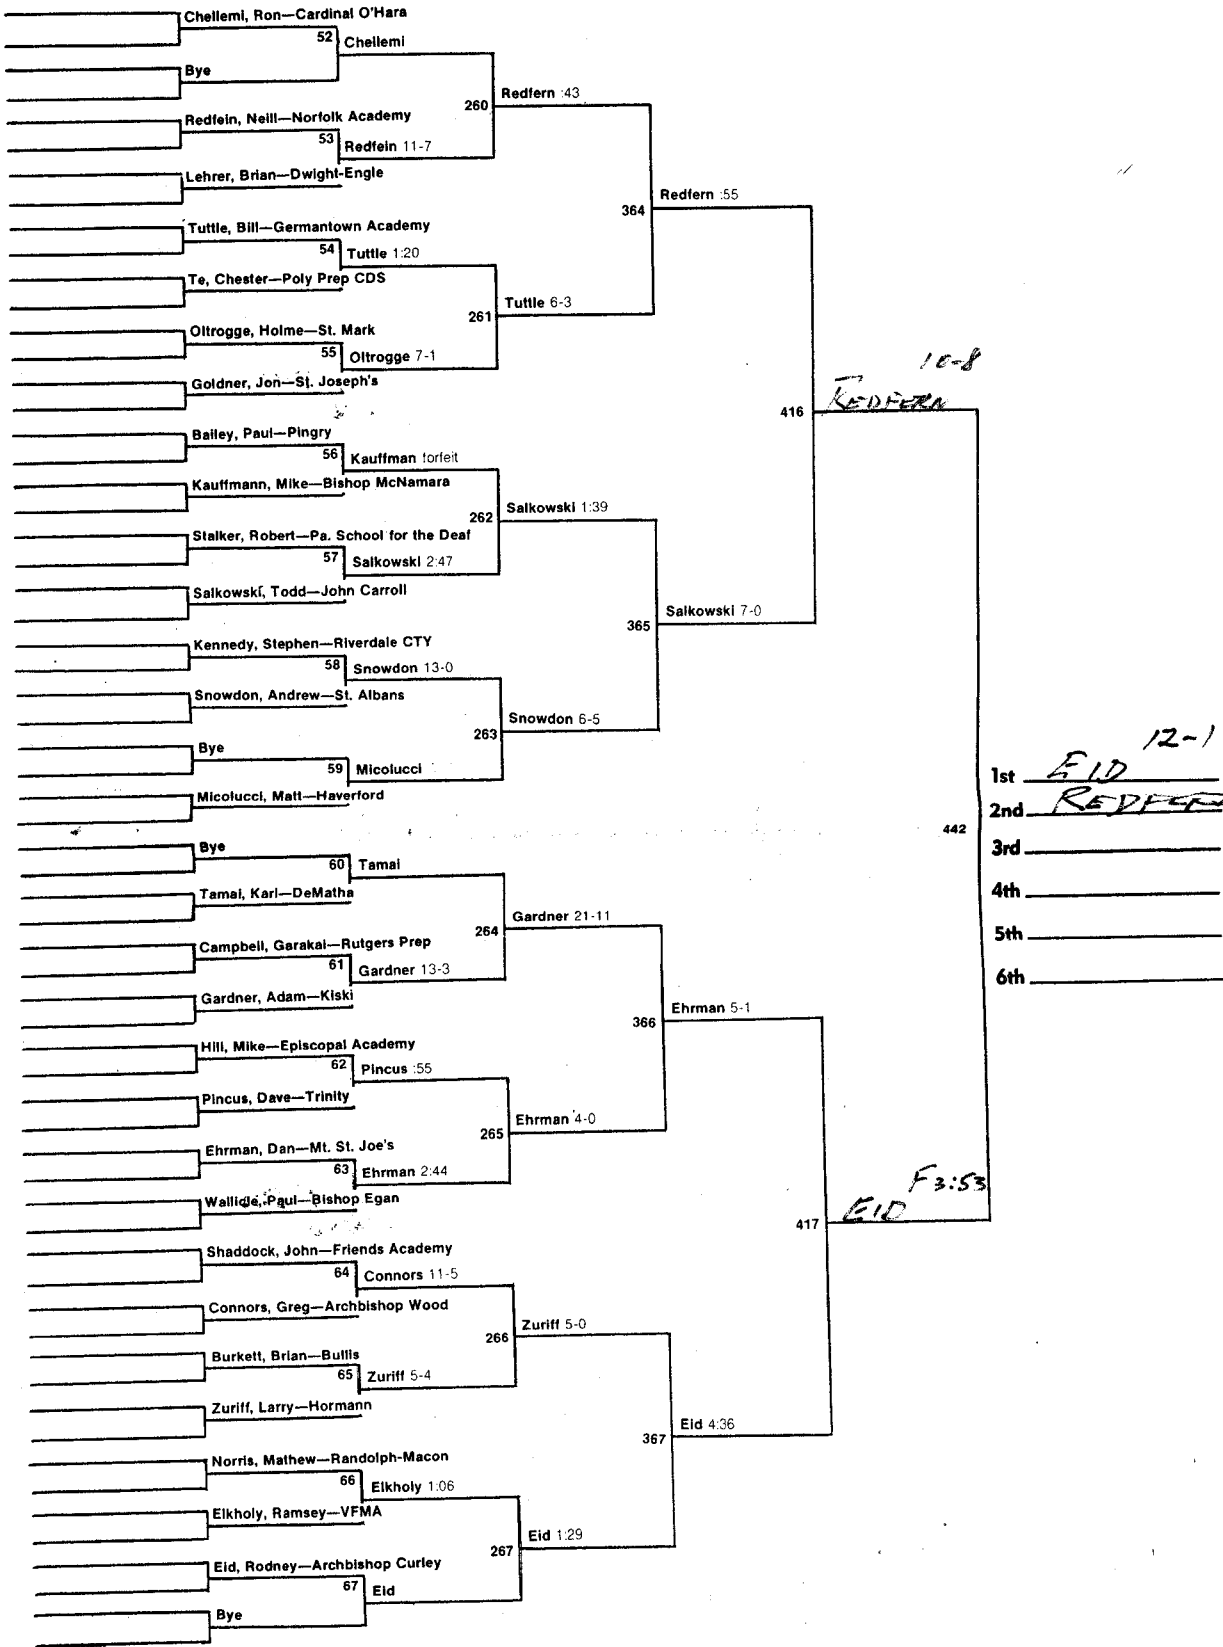 Chellemi, Ron—Cardinal O'Hara
52 Chellemi
Bye
260 Redfern :43
Redfein, Neill—Norfolk Academy
53 Redfein 11-7
Lehrer, Brian—Dwight-Engle
364 Redfern :55
Tuttle, Bill—Germantown Academy
54 Tuttle 1:20
Te, Chester—Poly Prep CDS
261 Tuttle 6-3
Oltrogge, Holme—St. Mark
55 Oltrogge 7-1
Goldner, Jon—St. Joseph's
10-8
416 REDFERN
Bailey, Paul—Pingry
56 Kauffman forfeit
Kauffmann, Mike—Bishop McNamara
262 Salkowski 1:39
Stalker, Robert—Pa. School for the Deaf
57 Salkowski 2:47
Salkowski, Todd—John Carroll
365 Salkowski 7-0
Kennedy, Stephen—Riverdale CTY
58 Snowdon 13-0
Snowdon, Andrew—St. Albans
263 Snowdon 6-5
Bye
59 Micolucci
Micolucci, Matt—Haverford
12-1
1st EID
2nd REDFERN
442
3rd
4th
5th
6th
Bye
60 Tamai
Tamai, Karl—DeMatha
264 Gardner 21-11
Campbell, Garakai—Rutgers Prep
61 Gardner 13-3
Gardner, Adam—Kiski
366 Ehrman 5-1
Hill, Mike—Episcopal Academy
62 Pincus :55
Pincus, Dave—Trinity
265 Ehrman 4-0
Ehrman, Dan—Mt. St. Joe's
63 Ehrman 2:44
Paul—Bishop Egan
417 EID F 3:53
Shaddock, John—Friends Academy
64 Connors 11-5
Connors, Greg—Archbishop Wood
266 Zuriff 5-0
Burkett, Brian—Bullis
65 Zuriff 5-4
Zuriff, Larry—Hormann
367 Eid 4:36
Norris, Mathew—Randolph-Macon
66 Elkholy 1:06
Elkholy, Ramsey—VFMA
267 Eid 1:29
Eid, Rodney—Archbishop Curley
67 Eid
Bye